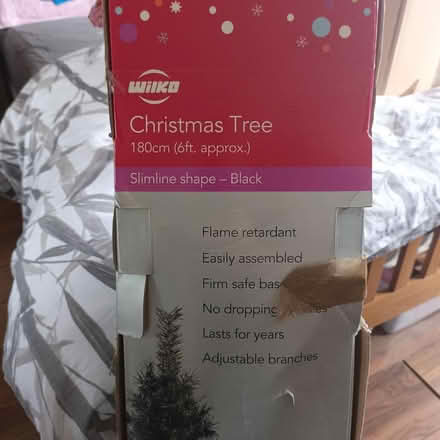 Wilko
Christmas Tree
180cm (6ft. approx.)
Slimline shape – Black
Flame retardant
Easily assembled
Firm safe
No dropping
Lasts for years
Adjustable branches